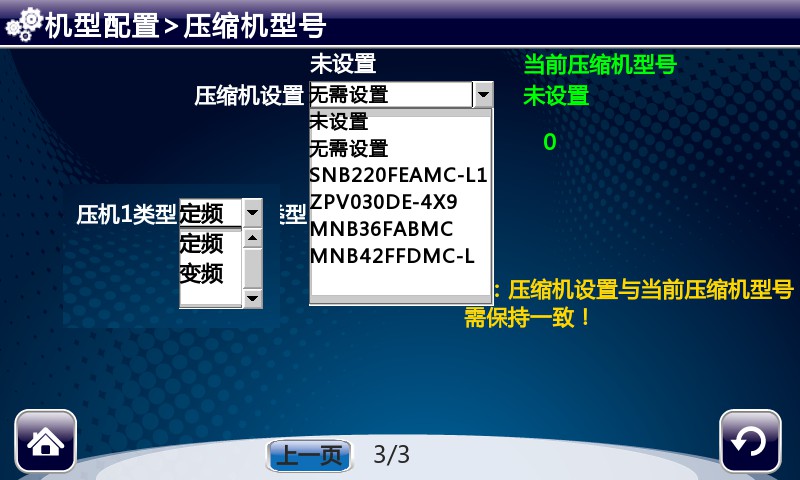 机型配置>压缩机型号
未设置
当前压缩机型号
压缩机设置
无需设置
未设置
未设置
无需设置
0
SNB220FEAMC-L1
ZPV030DE-4X9
MNB36FABMC
MNB42FFDMC-L
压机1类型
定频
类型
定频
变频
：压缩机设置与当前压缩机型号
需保持一致！
上一页
3/3